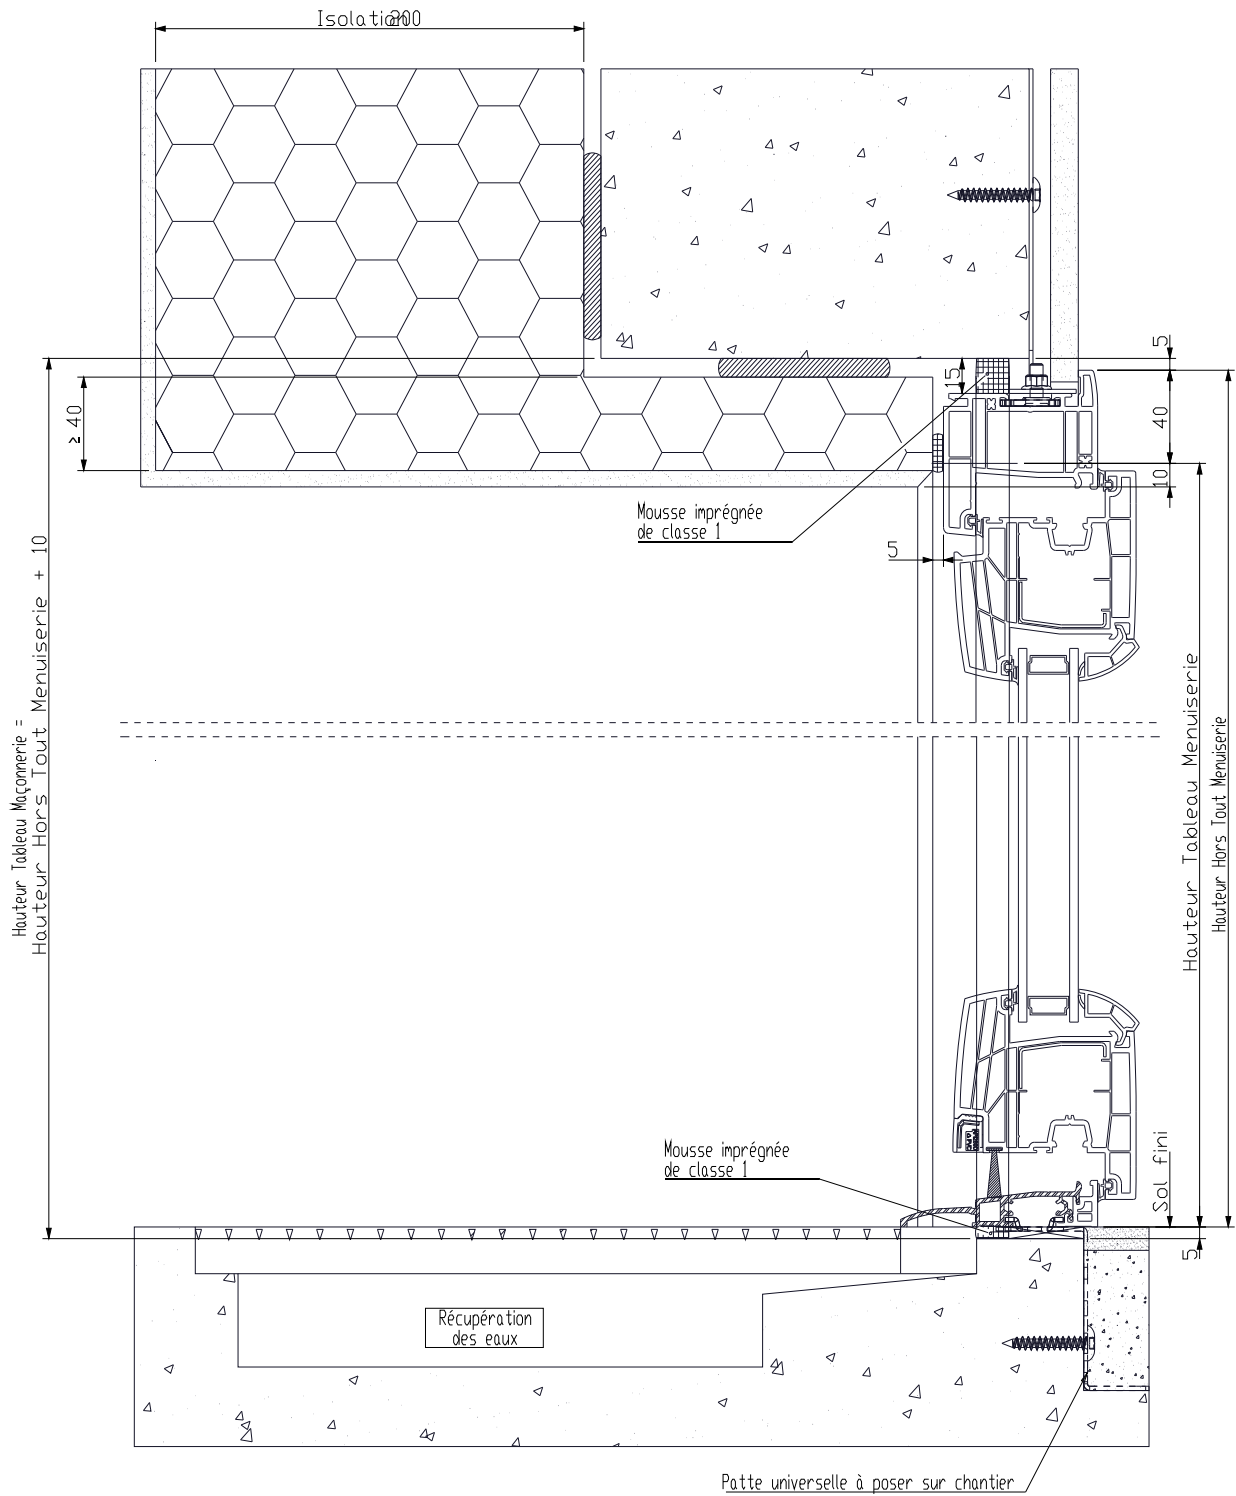 Isolation 200
5
15
40
≥ 40
10
Mousse imprégnée
de classe 1
5
Hauteur Tableau Maçonnerie =
Hauteur Hors Tout Menuiserie + 10
Hauteur Tableau Menuiserie
Hauteur Hors Tout Menuiserie
Mousse imprégnée
de classe 1
Sol fini
5
Récupération
des eaux
Patte universelle à poser sur chantier